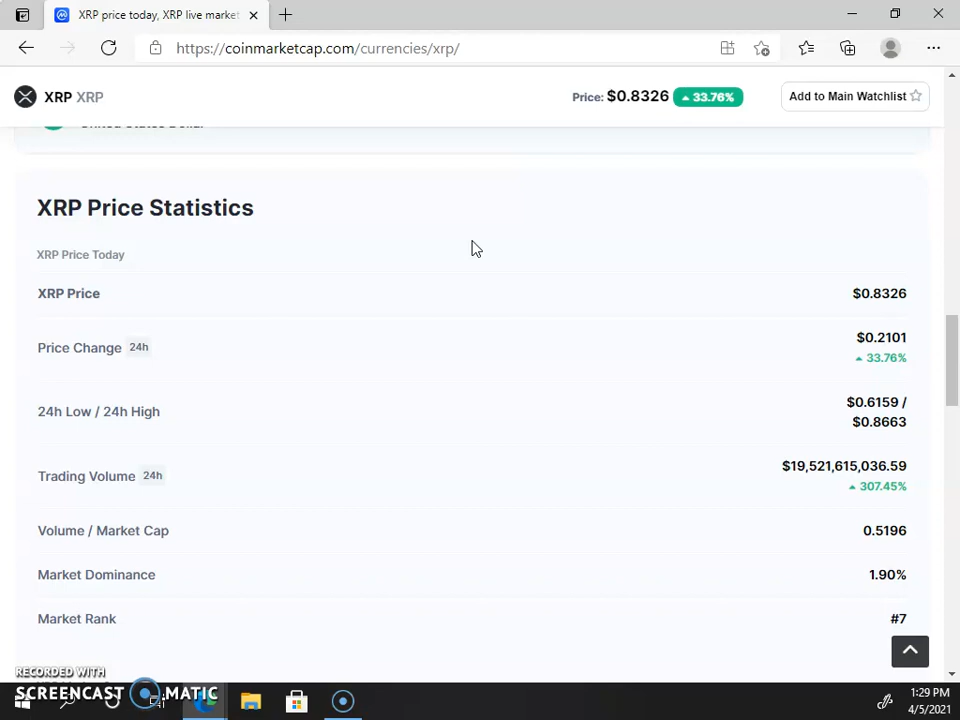 XRP price today, XRP live market
https://coinmarketcap.com/currencies/xrp/
XRP XRP
Price: $0.8326 33.76%
Add to Main Watchlist
United States Dollar
XRP Price Statistics
XRP Price Today
XRP Price
$0.8326
Price Change 24h
$0.2101
33.76%
24h Low / 24h High
$0.6159 /
$0.8663
Trading Volume 24h
$19,521,615,036.59
307.45%
Volume / Market Cap
0.5196
Market Dominance
1.90%
Market Rank
#7
RECORDED WITH
SCREENCAST MATIC
1:29 PM
4/5/2021